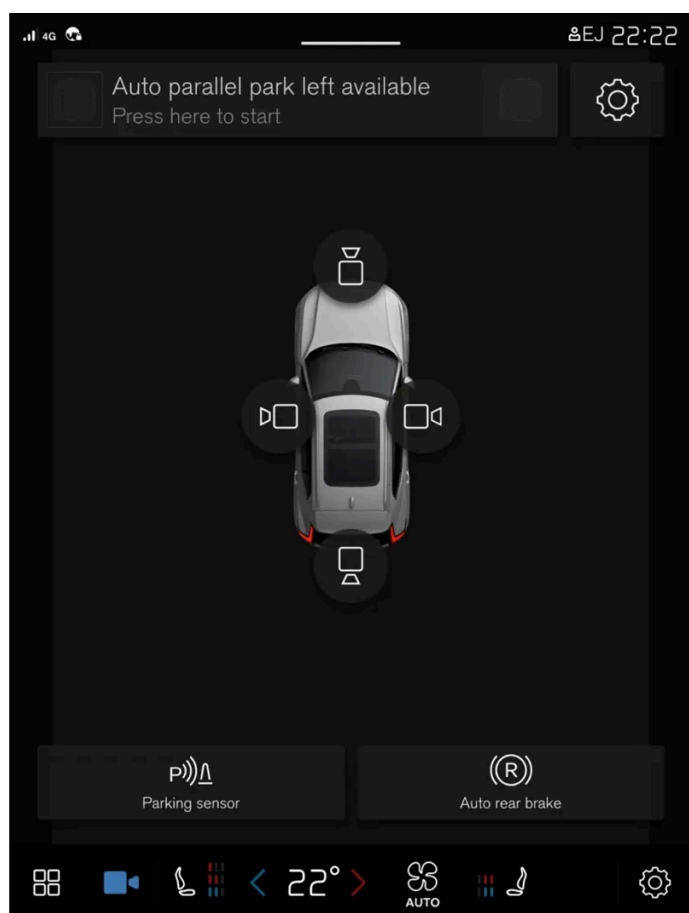 4G
EJ 22:22
Auto parallel park left available
Press here to start
P
Parking sensor
R
Auto rear brake
22°
AUTO